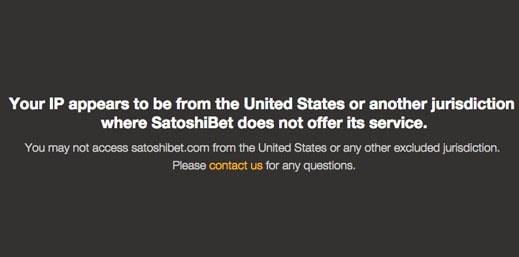 Your IP appears to be from the United States or another jurisdiction
where SatoshiBet does not offer its service.
You may not access satoshibet.com from the United States or any other excluded jurisdiction.
Please contact us for any questions.